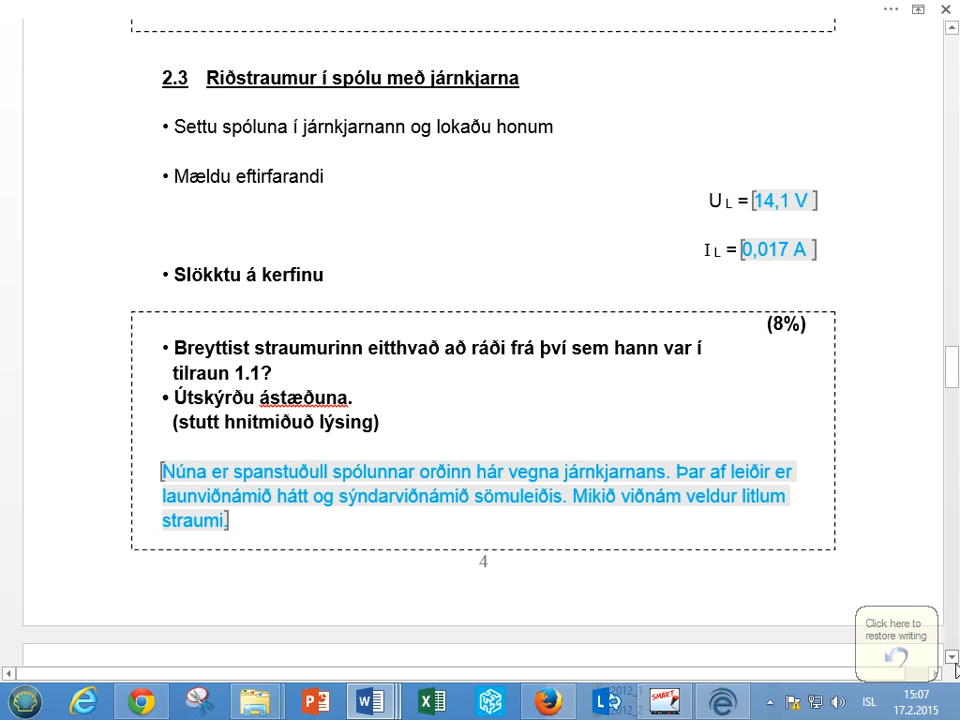 2.3 Riðstraumur í spólu með járnkjarna
• Settu spóluna í járnkjarnann og lokaðu honum
• Mældu eftirfarandi
U L = [14,1 V ]
I L = [0,017 A ]
• Slökktu á kerfinu
(8%)
• Breyttist straumurinn eitthvað að ráði frá því sem hann var í
tilraun 1.1?
• Útskýrðu ástæðuna.
(stutt hnitmiðuð lýsing)
[Núna er spanstuðull spólunnar orðinn hár vegna járnkjarnans. Þar af leiðir er
launviðnámið hátt og sýndarviðnámið sömuleiðis. Mikið viðnám veldur litlum
straumi.]
4
Click here to
restore writing
2012_1
2012_2
SMART
ISL
15:07
17.2.2015